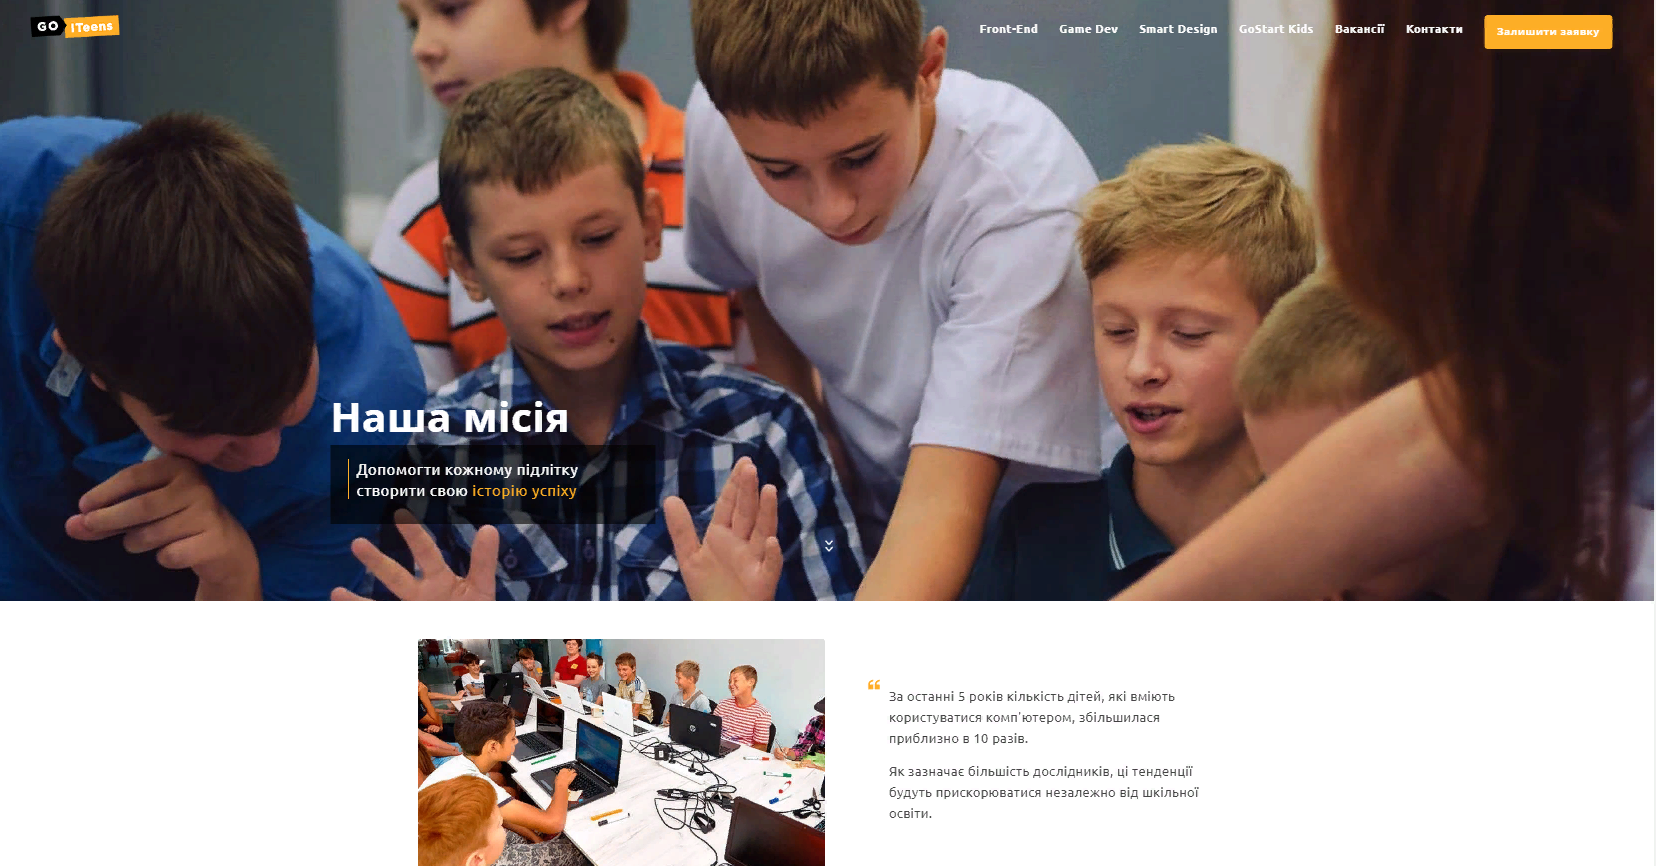 GO ITeens
Front-End Game Dev Smart Design GoStart Kids Вакансії Контакти Залишити заявку
Наша місія
Допомогти кожному підлітку
створити свою історію успіху
За останні 5 років кількість дітей, які вміють
користуватися комп'ютером, збільшилася
приблизно в 10 разів.
Як зазначає більшість дослідників, ці тенденції
будуть прискорюватися незалежно від шкільної
освіти.